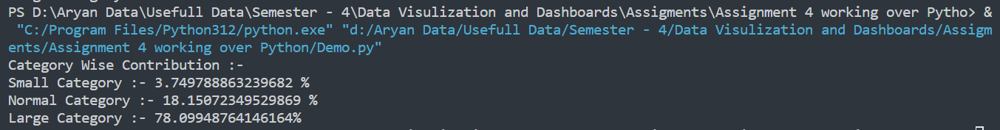 PS D:\Aryan Data\Usefull Data\Semester - 4\Data Visulization and Dashboards\Assigments\Assignment 4 working over Pytho> &
"C:/Program Files/Python312/python.exe" "d:/Aryan Data/Usefull Data/Semester - 4/Data Visulization and Dashboards/Assigm
ents/Assignment 4 working over Python/Demo.py"
Category Wise Contribution :-
Small Category :- 3.749788863239682 %
Normal Category :- 18.15072349529869 %
Large Category :- 78.09948764146164%